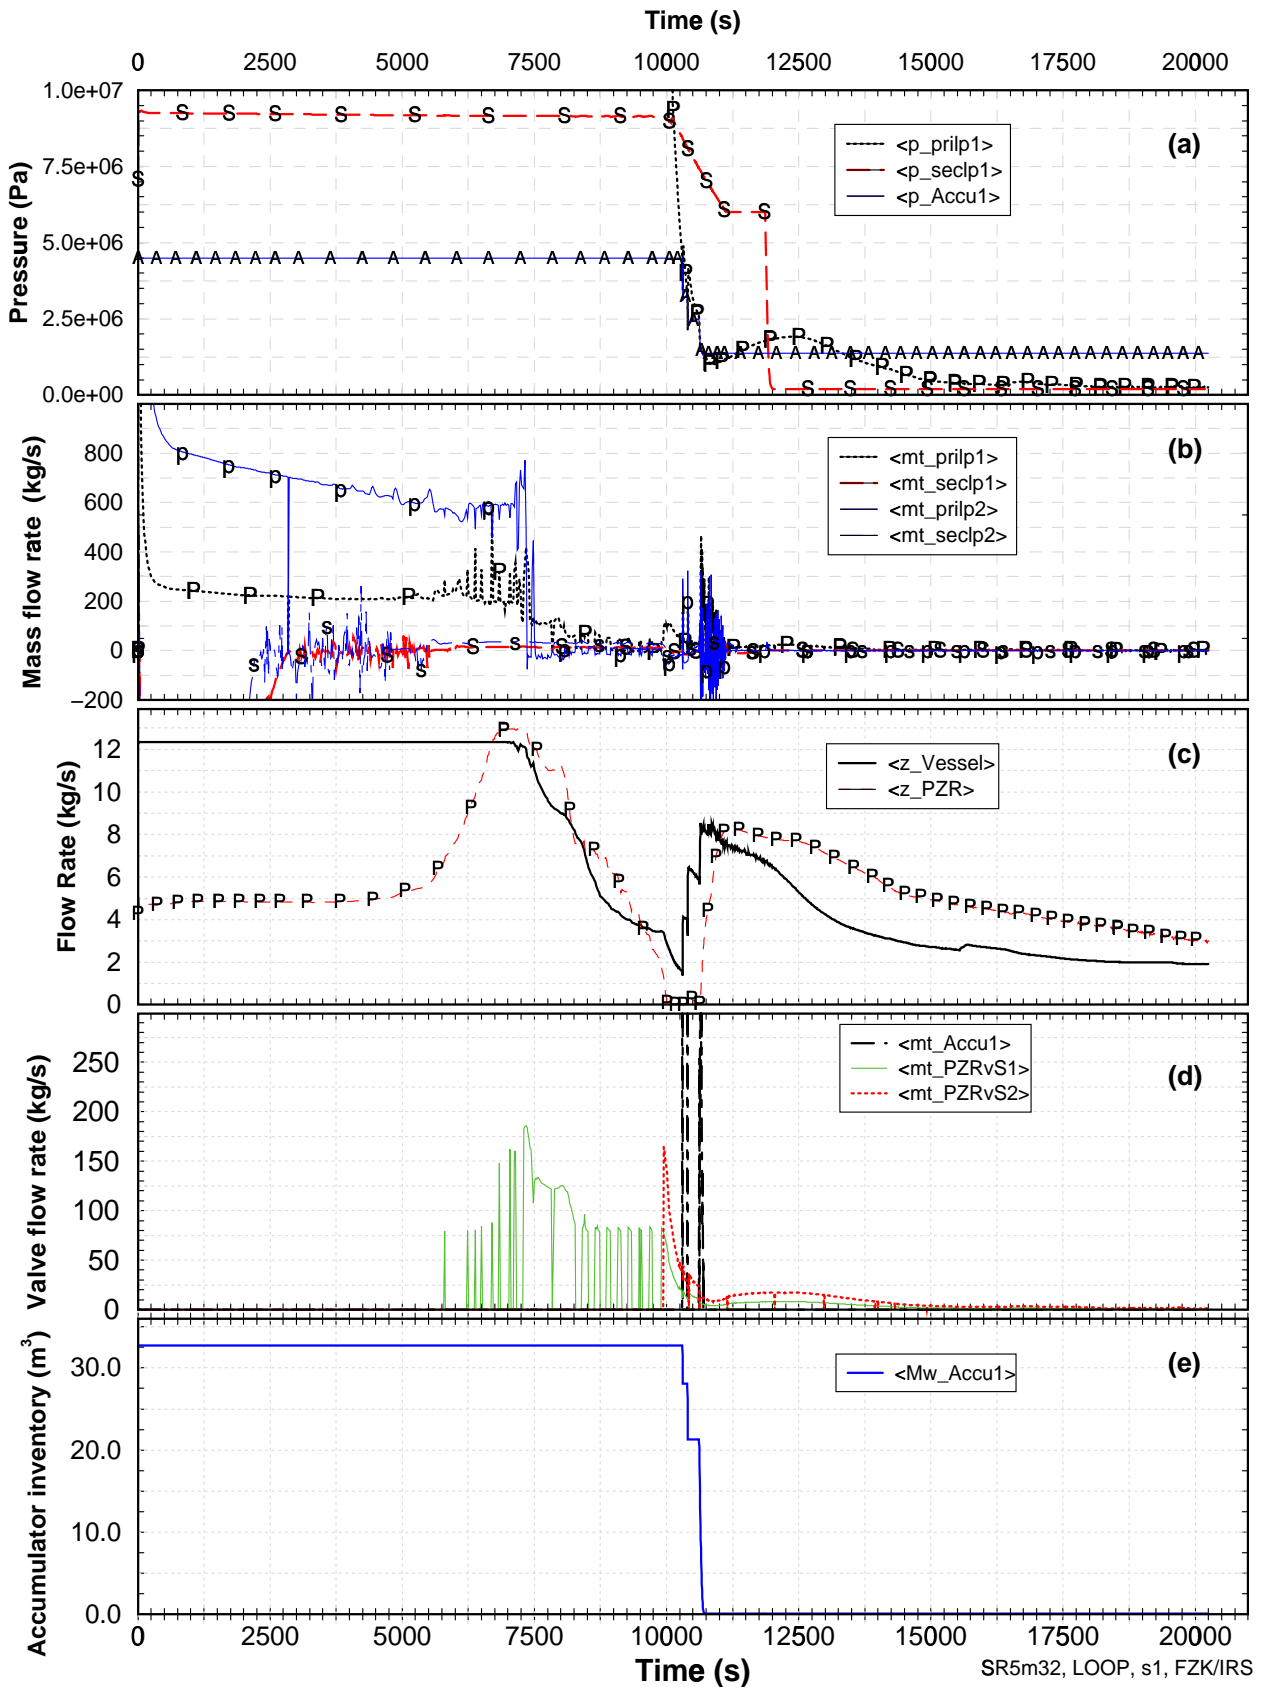 Time (s)
0 2500 5000 7500 10000 12500 15000 17500 20000
Pressure (Pa)
1.0e+07
7.5e+06
5.0e+06
2.5e+06
0.0e+00
(a)
<p_prilp1>
<p_seclp1>
<p_Accu1>
Mass flow rate (kg/s)
800
600
400
200
0
−200
(b)
<mt_prilp1>
<mt_seclp1>
<mt_prilp2>
<mt_seclp2>
Flow Rate (kg/s)
12
10
8
6
4
2
0
(c)
<z_Vessel>
<z_PZR>
Valve flow rate (kg/s)
250
200
150
100
50
0
(d)
<mt_Accu1>
<mt_PZRvS1>
<mt_PZRvS2>
Accumulator inventory (m³)
30.0
20.0
10.0
0.0
(e)
<Mw_Accu1>
0 2500 5000 7500 10000 12500 15000 17500 20000
Time (s)
SR5m32, LOOP, s1, FZK/IRS